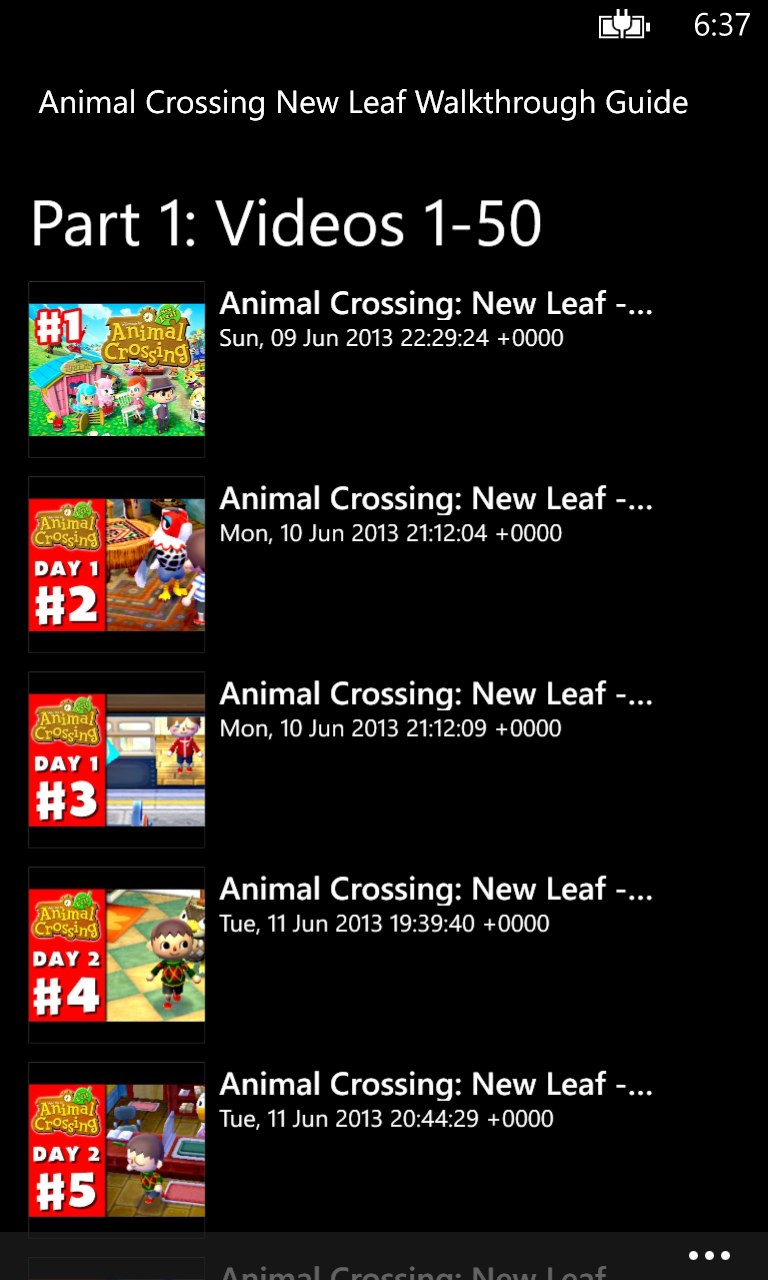 6:37
Animal Crossing New Leaf Walkthrough Guide
Part 1: Videos 1-50
#1
Animal
Crossing
Animal Crossing: New Leaf -...
Sun, 09 Jun 2013 22:29:24 +0000
Animal
Crossing
DAY 1
#2
Animal Crossing: New Leaf -...
Mon, 10 Jun 2013 21:12:04 +0000
Animal
Crossing
DAY 1
#3
Animal Crossing: New Leaf -...
Mon, 10 Jun 2013 21:12:09 +0000
Animal
Crossing
DAY 2
#4
Animal Crossing: New Leaf -...
Tue, 11 Jun 2013 19:39:40 +0000
Animal
Crossing
DAY 2
#5
Animal Crossing: New Leaf -...
Tue, 11 Jun 2013 20:44:29 +0000
Animal Crossing: New Leaf